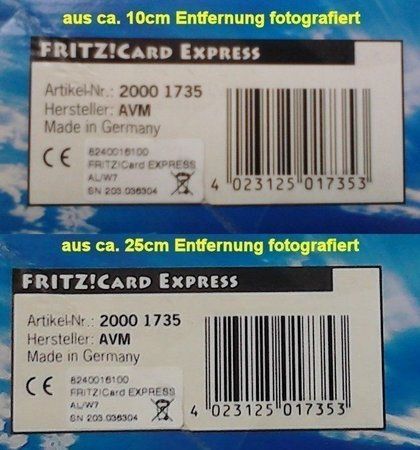 aus ca. 10cm Entfernung fotografiert
FRITZ!CARD EXPRESS
Artikel-Nr.: 2000 1735
Hersteller: AVM
Made in Germany
CE
8240016100
FRITZ!Card EXPRESS
AL/W7
SN 203.036304
4 023125 017353
aus ca. 25cm Entfernung fotografiert
FRITZ!CARD EXPRESS
Artikel-Nr.: 2000 1735
Hersteller: AVM
Made in Germany
CE
8240016100
FRITZ!Card EXPRESS
AL/W7
SN 203.036304
4 023125 017353